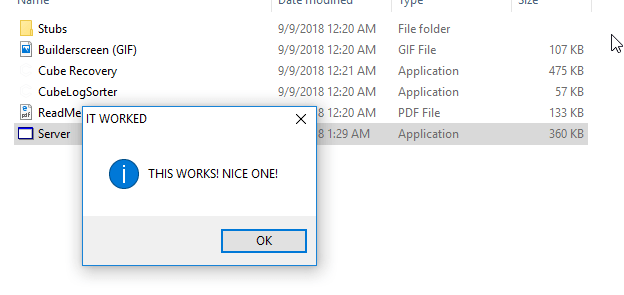 Name Date modified Type Size
Stubs 9/9/2018 12:20 AM File folder
Builderscreen (GIF) 9/9/2018 12:20 AM GIF File 107 KB
Cube Recovery 9/9/2018 12:21 AM Application 475 KB
CubeLogSorter 9/9/2018 12:20 AM Application 57 KB
ReadMe 8 12:20 AM PDF File 133 KB
Server 8 1:29 AM Application 360 KB
IT WORKED
THIS WORKS! NICE ONE!
OK